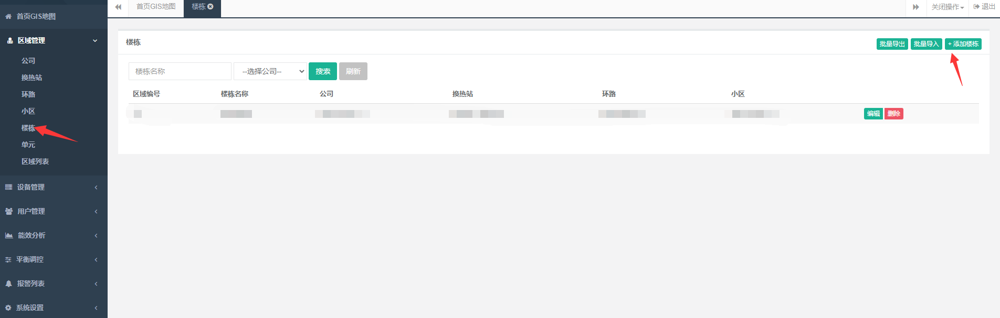 首页GIS地图
区域管理
公司
换热站
环路
小区
楼栋
单元
区域列表
设备管理
用户管理
能效分析
平衡调控
报警列表
系统设置
首页GIS地图 楼栋 关闭操作 退出
楼栋 批量导出 批量导入 + 添加楼栋
楼栋名称 --选择公司-- 搜索 刷新
区域编号 楼栋名称 公司 换热站 环路 小区
编辑 删除